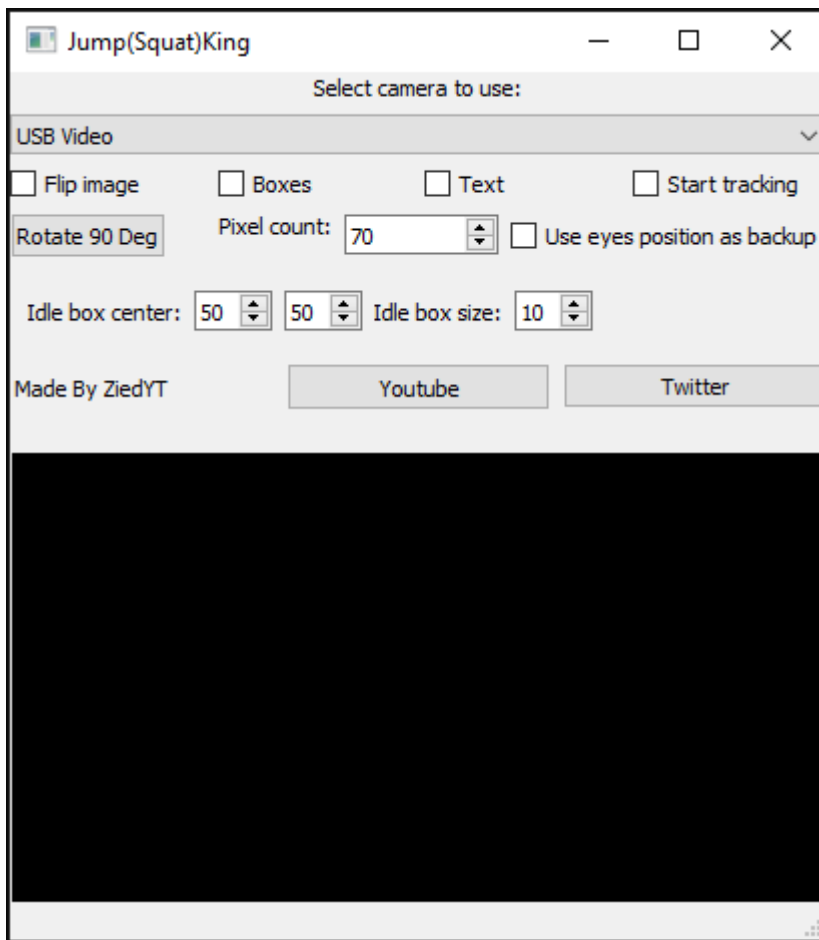 Jump(Squat)King
Select camera to use:
USB Video
Flip image Boxes Text Start tracking
Rotate 90 Deg Pixel count: 70 Use eyes position as backup
Idle box center: 50 50 Idle box size: 10
Made By ZiedYT Youtube Twitter